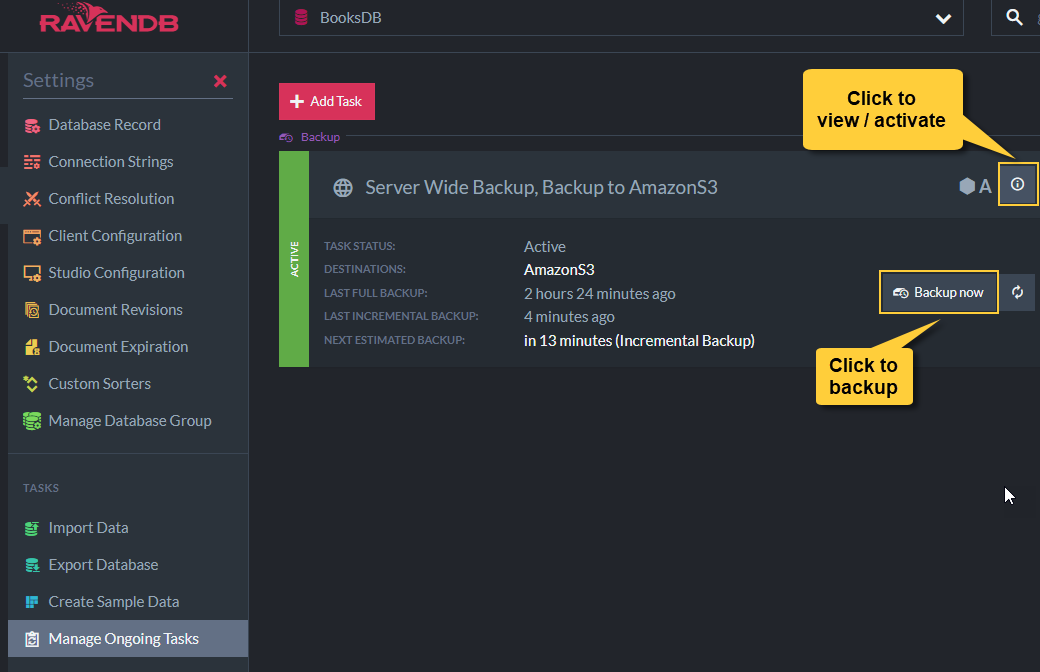 RAVENDB
BooksDB
Settings
Database Record
Connection Strings
Conflict Resolution
Client Configuration
Studio Configuration
Document Revisions
Document Expiration
Custom Sorters
Manage Database Group
TASKS
Import Data
Export Database
Create Sample Data
Manage Ongoing Tasks
Add Task
Backup
Click to
view / activate
ACTIVE
Server Wide Backup, Backup to AmazonS3
A
TASK STATUS: Active
DESTINATIONS: AmazonS3
LAST FULL BACKUP: 2 hours 24 minutes ago
LAST INCREMENTAL BACKUP: 4 minutes ago
NEXT ESTIMATED BACKUP: in 13 minutes (Incremental Backup)
Backup now
Click to
backup